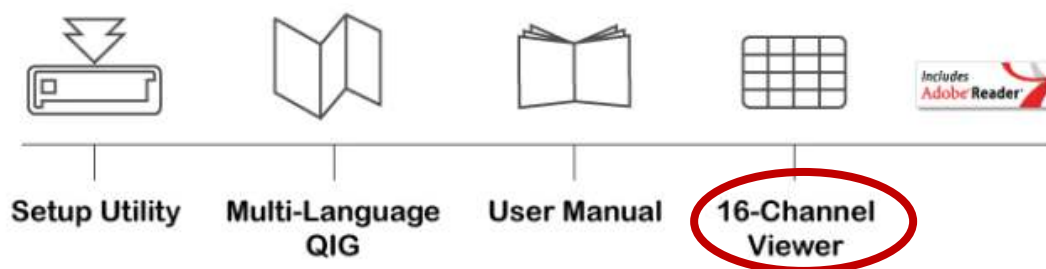 Includes
Adobe Reader
Setup Utility
Multi-Language
QIG
User Manual
16-Channel
Viewer